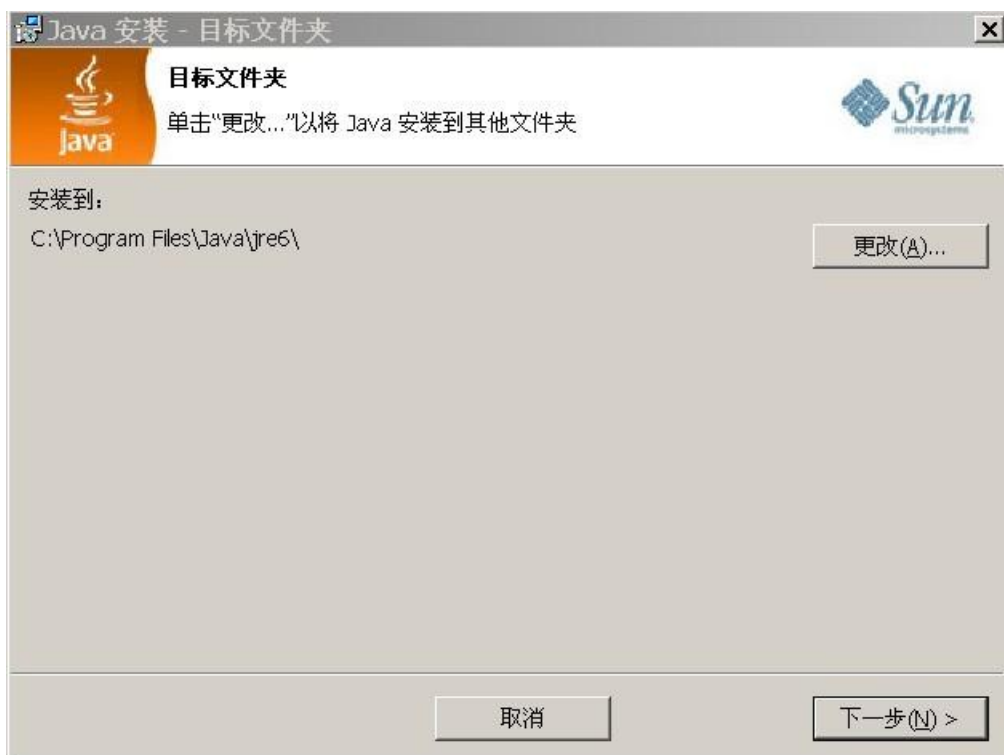 Java 安装 - 目标文件夹
目标文件夹
单击“更改...”以将 Java 安装到其他文件夹
Java
Sun
microsystems
安装到：
C:\Program Files\Java\jre6\
更改(A)...
取消
下一步(N) >